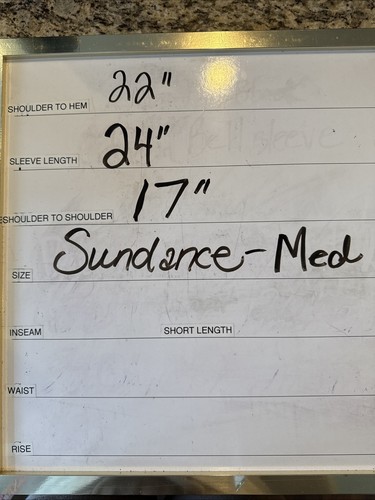 22"
SHOULDER TO HEM
24"
SLEEVE LENGTH
17"
SHOULDER TO SHOULDER
Sundance - Med
SIZE
INSEAM SHORT LENGTH
WAIST
RISE